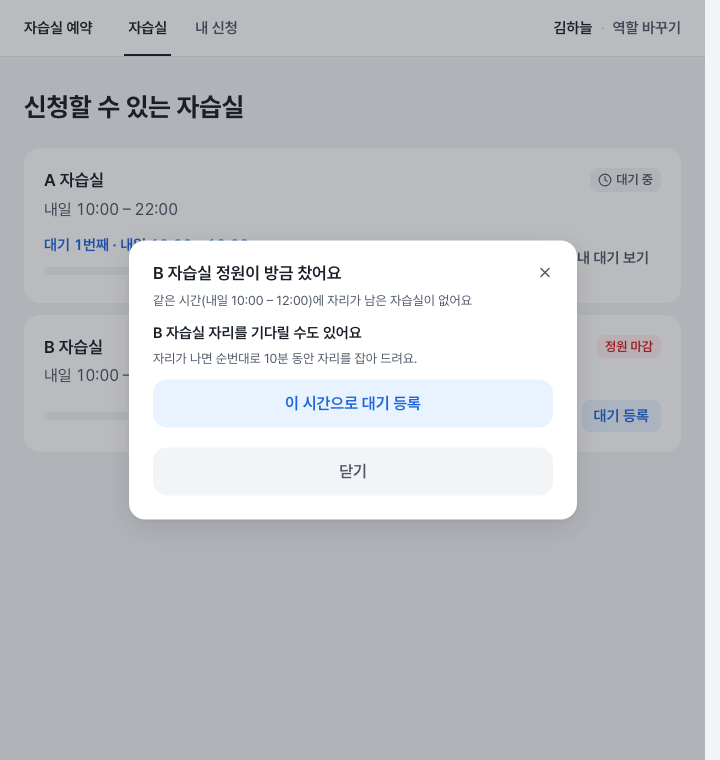 자습실 예약 자습실 내 신청 김하늘 · 역할 바꾸기
신청할 수 있는 자습실
A 자습실 대기 중
내일 10:00 – 22:00
대기 1번째 · 내일
내 대기 보기
B 자습실 정원이 방금 찼어요
같은 시간(내일 10:00 – 12:00)에 자리가 남은 자습실이 없어요
B 자습실 자리를 기다릴 수도 있어요
자리가 나면 순번대로 10분 동안 자리를 잡아 드려요.
이 시간으로 대기 등록
닫기
B 자습실 정원 마감
내일 10:00 –
대기 등록